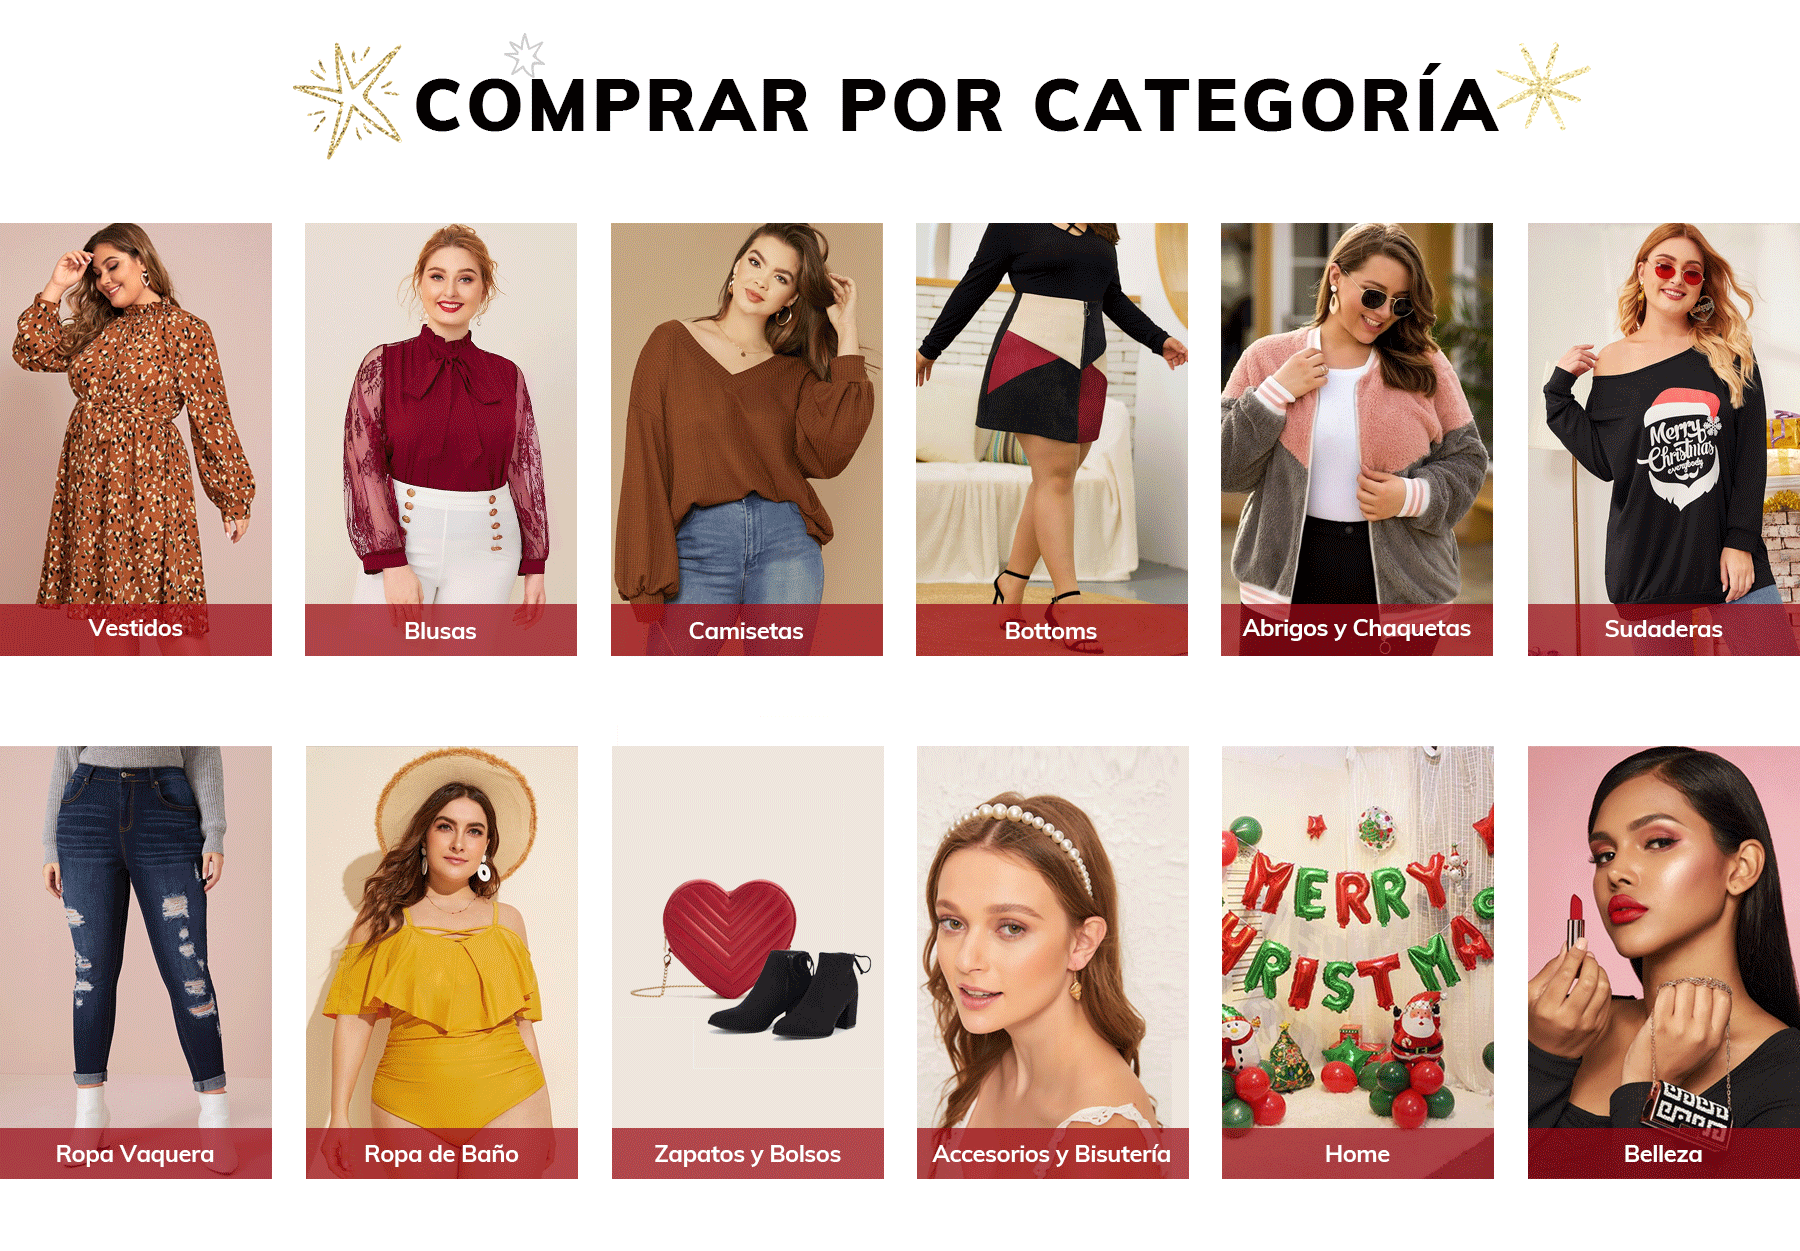 COMPRAR POR CATEGORÍA
Merry
Christmas
everybody
Vestidos
Blusas
Camisetas
Bottoms
Abrigos y Chaquetas
Sudaderas
MERRY
CHRISTMA
Ropa Vaquera
Ropa de Baño
Zapatos y Bolsos
Accesorios y Bisutería
Home
Belleza